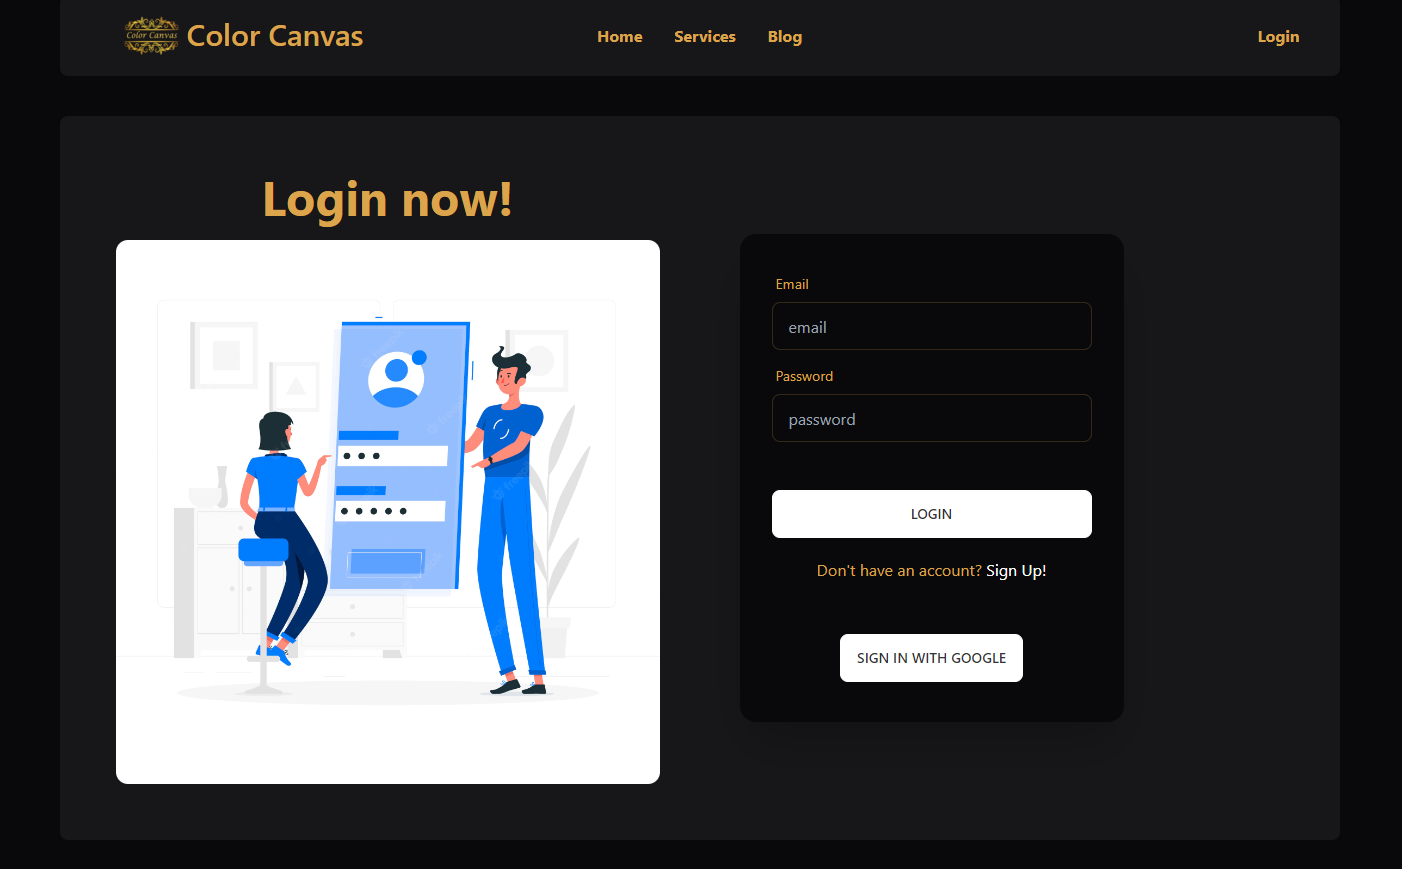 Color Canvas
Color Canvas
Home
Services
Blog
Login
Login now!
Email
email
Password
password
LOGIN
Don't have an account? Sign Up!
SIGN IN WITH GOOGLE